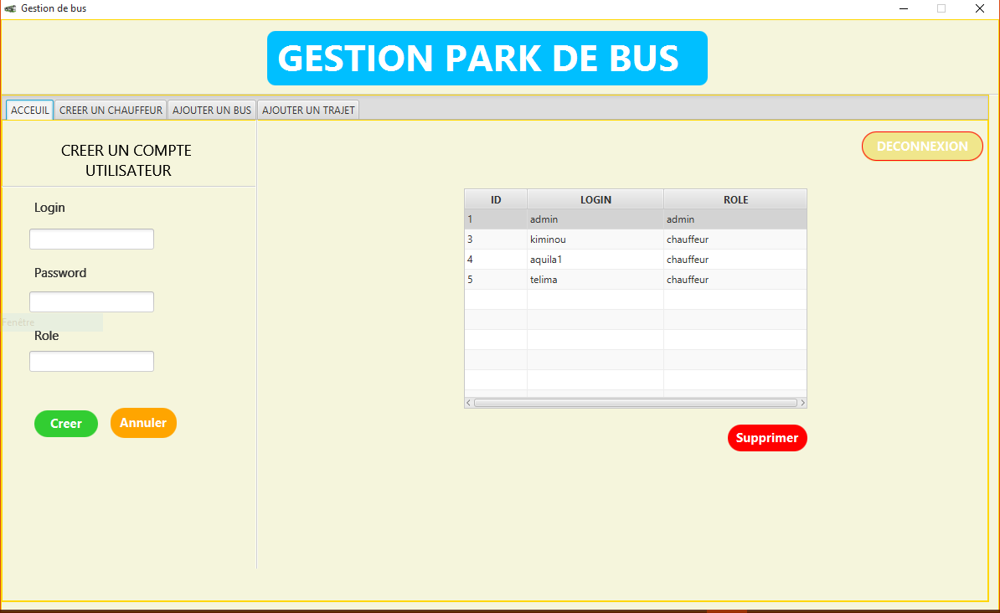 Gestion de bus
GESTION PARK DE BUS
ACCEUIL CREER UN CHAUFFEUR AJOUTER UN BUS AJOUTER UN TRAJET
CREER UN COMPTE
UTILISATEUR
DECONNEXION
Login
Password
Fenêtre
Role
Creer Annuler
ID LOGIN ROLE
1 admin admin
3 kiminou chauffeur
4 aquila1 chauffeur
5 telima chauffeur
Supprimer